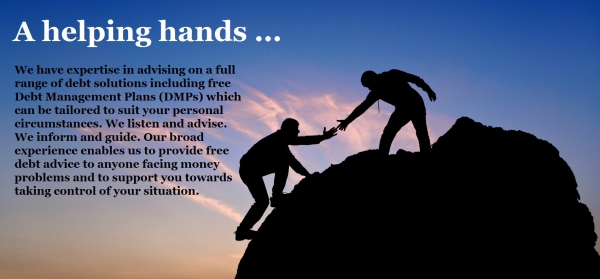 A helping hands ...
We have expertise in advising on a full
range of debt solutions including free
Debt Management Plans (DMPs) which
can be tailored to suit your personal
circumstances. We listen and advise.
We inform and guide. Our broad
experience enables us to provide free
debt advice to anyone facing money
problems and to support you towards
taking control of your situation.